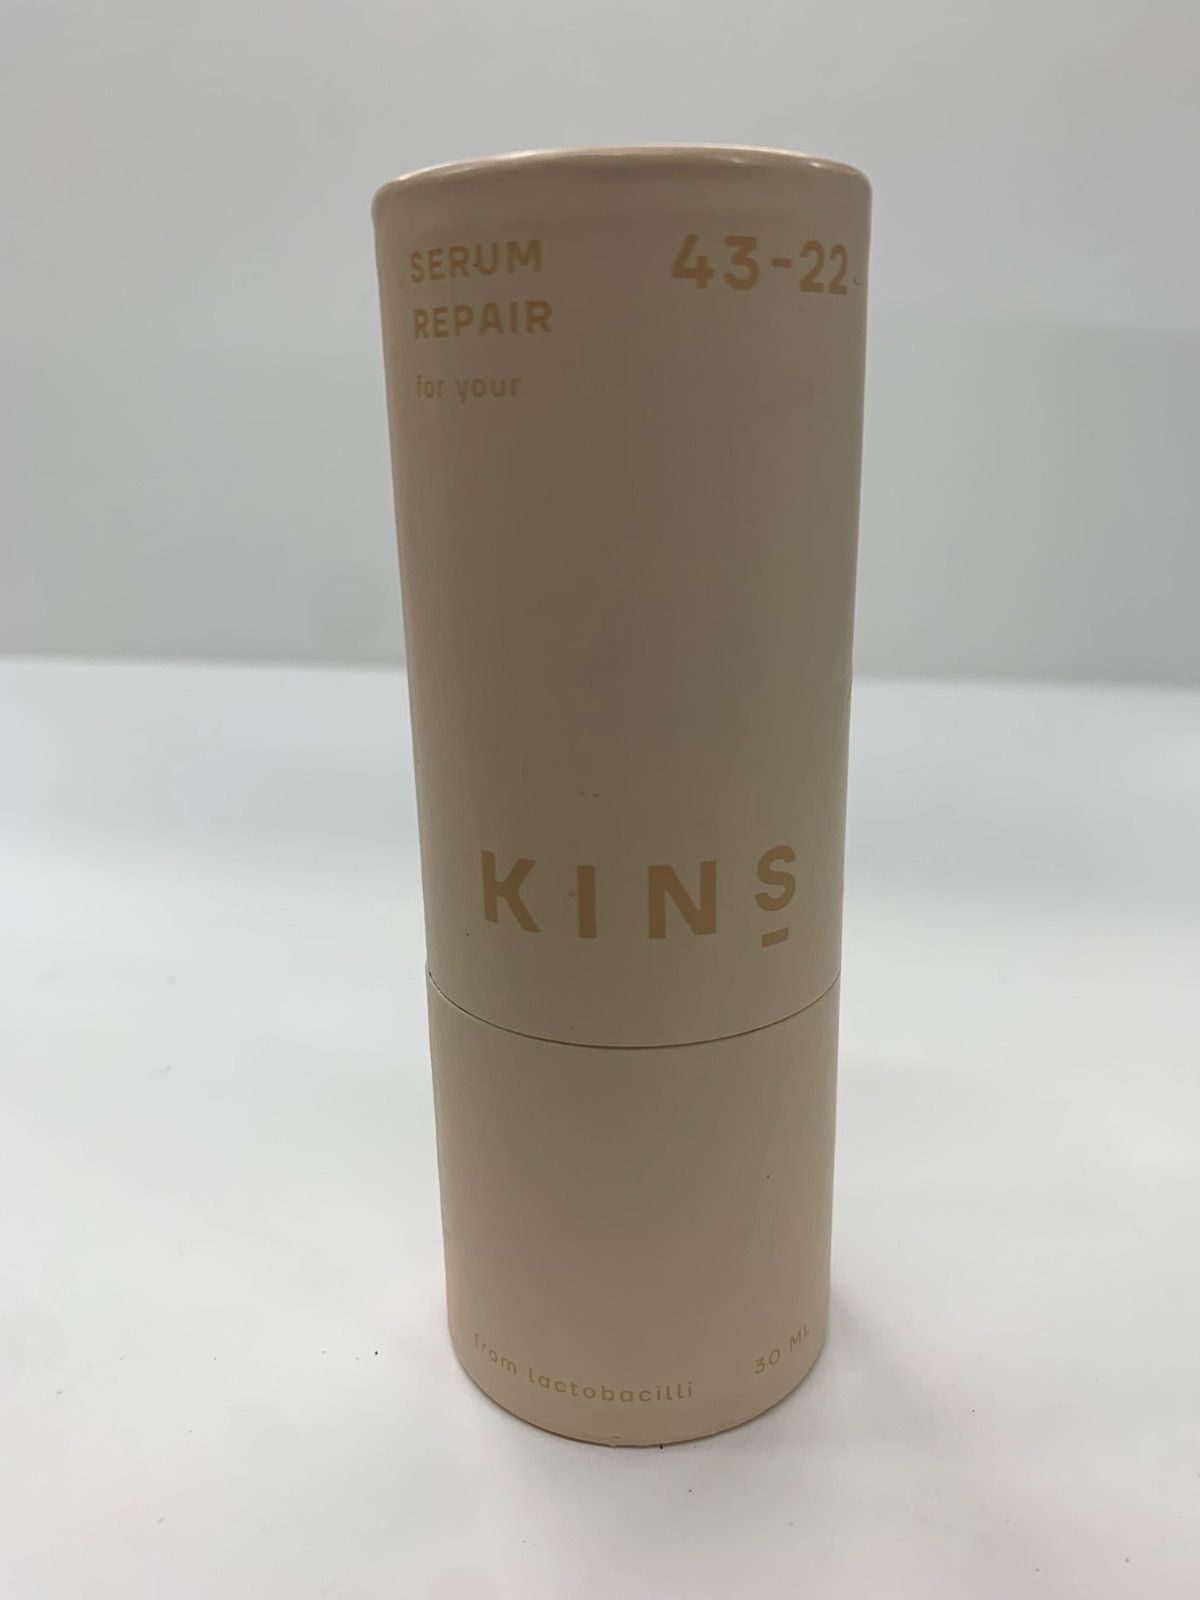 SERUM
REPAIR
for your
43-22
KINS
from lactobacilli
30 ML